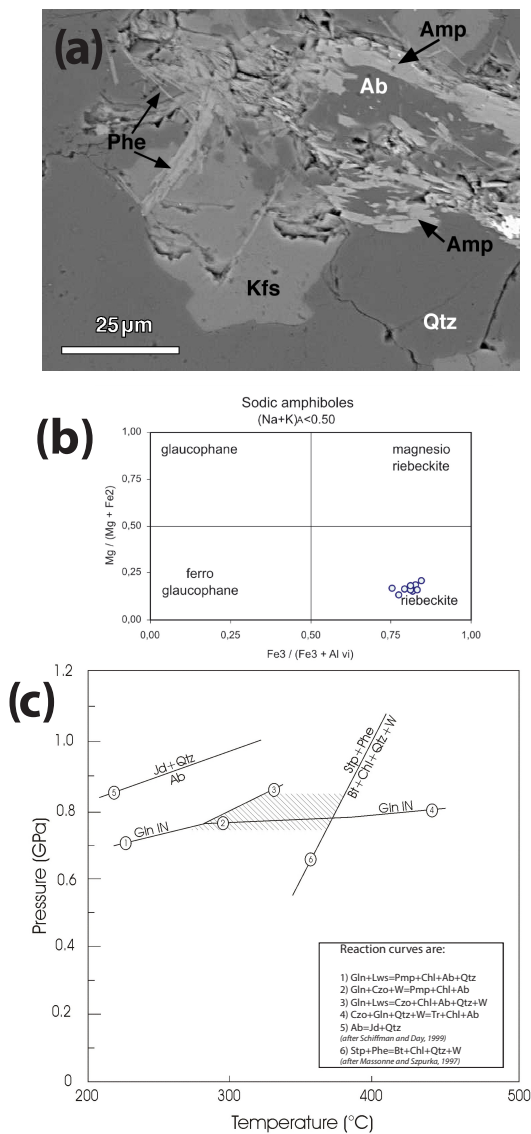 (a)
Amp
Ab
Phe
Amp
Kfs
Qtz
25µm
(b)
Sodic amphiboles
(Na+K)A<0.50
1,00
0,75
0,50
0,25
0,00
Mg / (Mg + Fe2)
glaucophane
magnesio
riebeckite
ferro
glaucophane
riebeckite
0,00
0,25
0,50
0,75
1,00
Fe3 / (Fe3 + Al vi)
(c)
1.2
1.0
0.8
0.6
0.4
0.2
0
Pressure (GPa)
Jd+Qtz
Ab
5
Gln IN
1
2
3
Stp+Phe
Bt+Chl+Qtz+W
Gln IN
4
6
Reaction curves are:
1) Gln+Lws=Pmp+Chl+Ab+Qtz
2) Gln+Czo+W=Pmp+Chl+Ab
3) Gln+Lws=Czo+Chl+Ab+Qtz+W
4) Czo+Gln+Qtz+W=Tr+Chl+Ab
5) Ab=Jd+Qtz
(after Schiffman and Day, 1999)
6) Stp+Phe=Bt+Chl+Qtz+W
(after Massonne and Szpurka, 1997)
200
300
400
500
Temperature (°C)